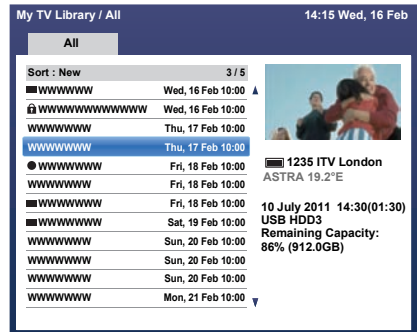 My TV Library / All 14:15 Wed, 16 Feb
All
Sort : New 3 / 5
WWWWWWW Wed, 16 Feb 10:00
WWWWWWWWWWWWW Wed, 16 Feb 10:00
WWWWWWW Thu, 17 Feb 10:00
WWWWWWW Thu, 17 Feb 10:00
WWWWWWW Fri, 18 Feb 10:00
WWWWWWW Fri, 18 Feb 10:00
WWWWWWW Fri, 18 Feb 10:00
WWWWWWW Sat, 19 Feb 10:00
WWWWWWW Sun, 20 Feb 10:00
WWWWWWW Sun, 20 Feb 10:00
WWWWWWW Sun, 20 Feb 10:00
WWWWWWW Mon, 21 Feb 10:00
1235 ITV London
ASTRA 19.2°E
10 July 2011 14:30(01:30)
USB HDD3
Remaining Capacity:
86% (912.0GB)